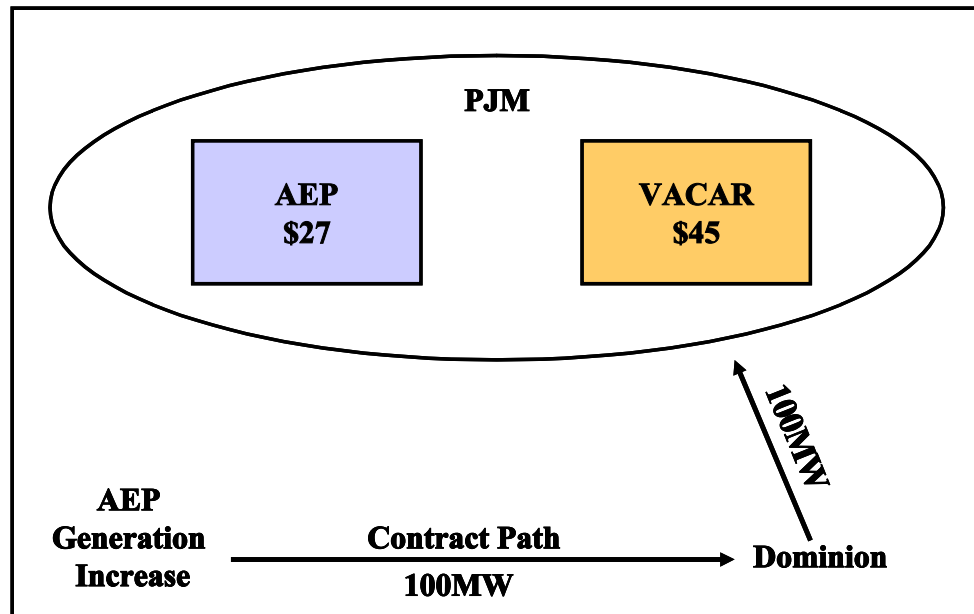 PJM
AEP
$27
VACAR
$45
100MW
AEP
Generation
Increase
Contract Path
100MW
Dominion